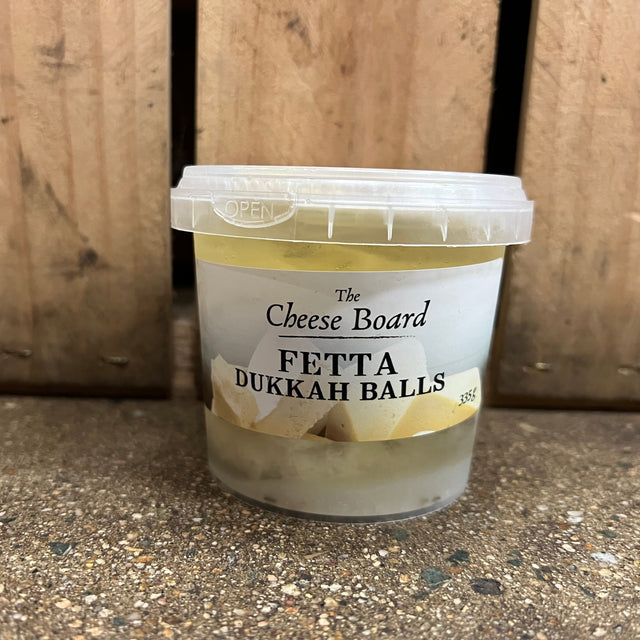 OPEN
The
Cheese Board
FETTA
DUKKAH BALLS
335g